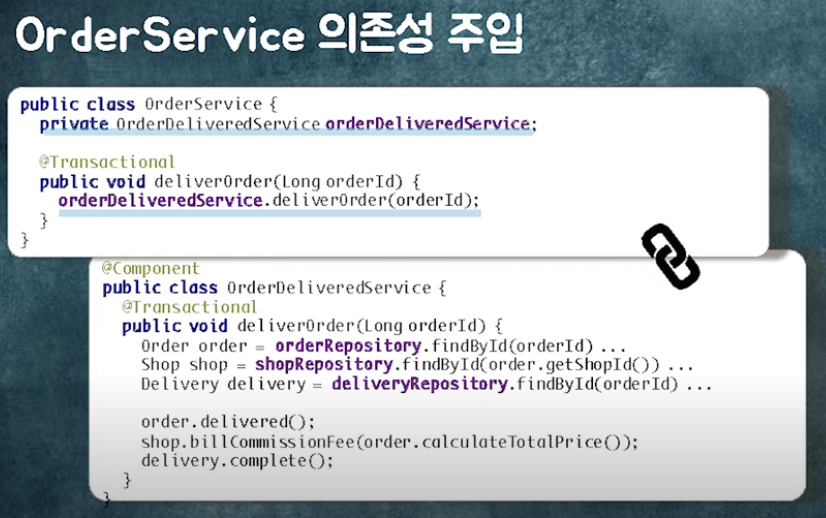 OrderService 의존성 주입
public class OrderService {
private OrderDeliveredService orderDeliveredService;
@Transactional
public void deliverOrder(Long orderId) {
orderDeliveredService.deliverOrder(orderId);
}
}
@Component
public class OrderDeliveredService {
@Transactional
public void deliverOrder(Long orderId) {
Order order = orderRepository.findById(orderId) ...
Shop shop = shopRepository.findById(order.getShopId()) ...
Delivery delivery = deliveryRepository.findById(orderId) ...
order.delivered();
shop.billCommissionFee(order.calculateTotalPrice());
delivery.complete();
}
}